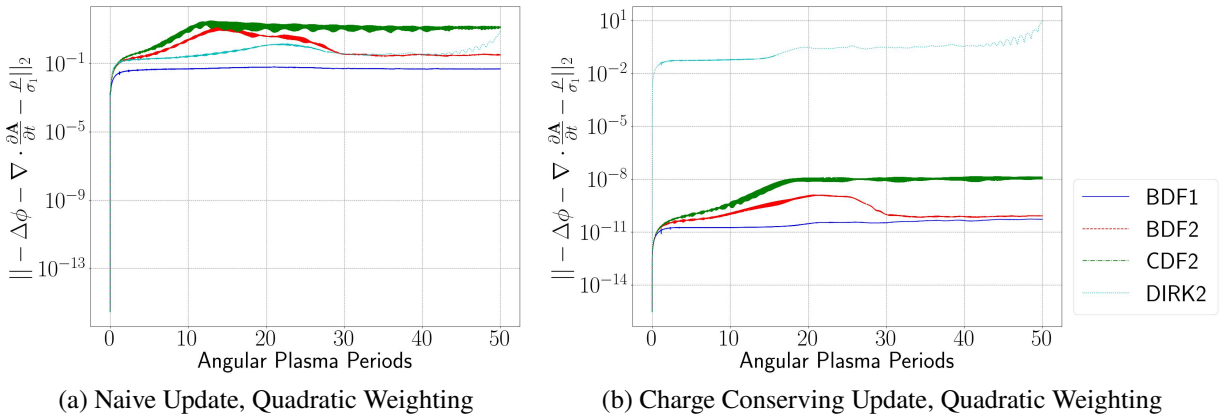 || − Δϕ − ∇ · ∂A/∂t − ρ/σ₁ ||₂
10⁻¹
10⁻⁵
10⁻⁹
10⁻¹³
0 10 20 30 40 50
Angular Plasma Periods
(a) Naive Update, Quadratic Weighting
|| − Δϕ − ∇ · ∂A/∂t − ρ/σ₁ ||₂
10¹
10⁻²
10⁻⁵
10⁻⁸
10⁻¹¹
10⁻¹⁴
0 10 20 30 40 50
Angular Plasma Periods
(b) Charge Conserving Update, Quadratic Weighting
BDF1
BDF2
CDF2
DIRK2